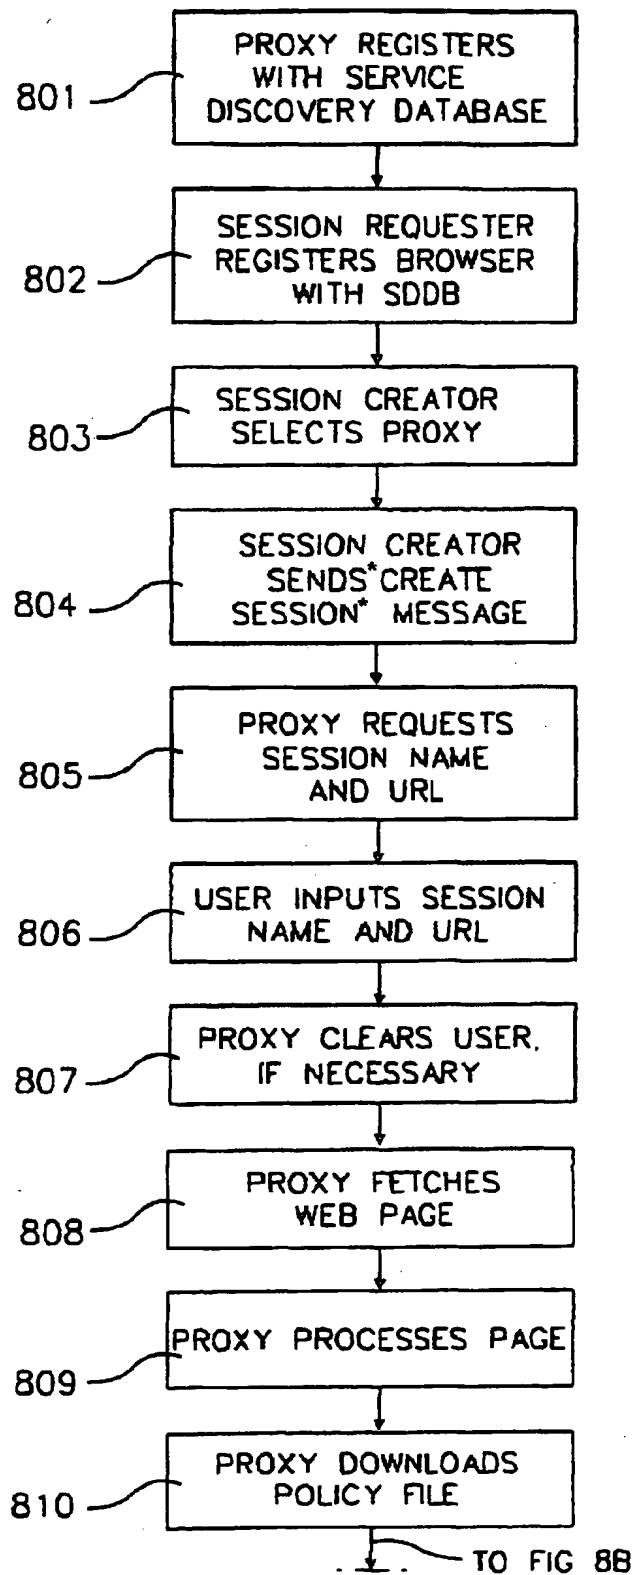 801
PROXY REGISTERS
WITH SERVICE
DISCOVERY DATABASE
802
SESSION REQUESTER
REGISTERS BROWSER
WITH SDDB
803
SESSION CREATOR
SELECTS PROXY
804
SESSION CREATOR
SENDS "CREATE
SESSION" MESSAGE
805
PROXY REQUESTS
SESSION NAME
AND URL
806
USER INPUTS SESSION
NAME AND URL
807
PROXY CLEARS USER,
IF NECESSARY
808
PROXY FETCHES
WEB PAGE
809
PROXY PROCESSES PAGE
810
PROXY DOWNLOADS
POLICY FILE
TO FIG 8B